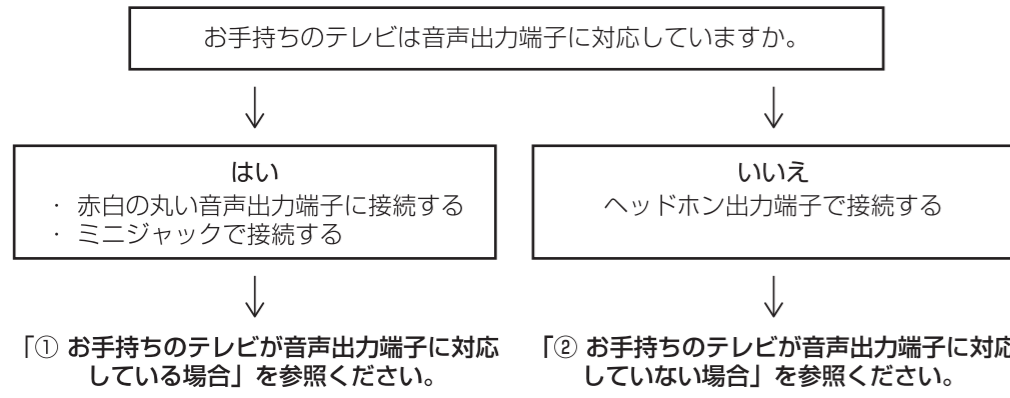 お手持ちのテレビは音声出力端子に対応していますか。
はい
・ 赤白の丸い音声出力端子に接続する
・ ミニジャックで接続する
いいえ
ヘッドホン出力端子で接続する
「① お手持ちのテレビが音声出力端子に対応
している場合」を参照ください。
「② お手持ちのテレビが音声出力端子に対応
していない場合」を参照ください。